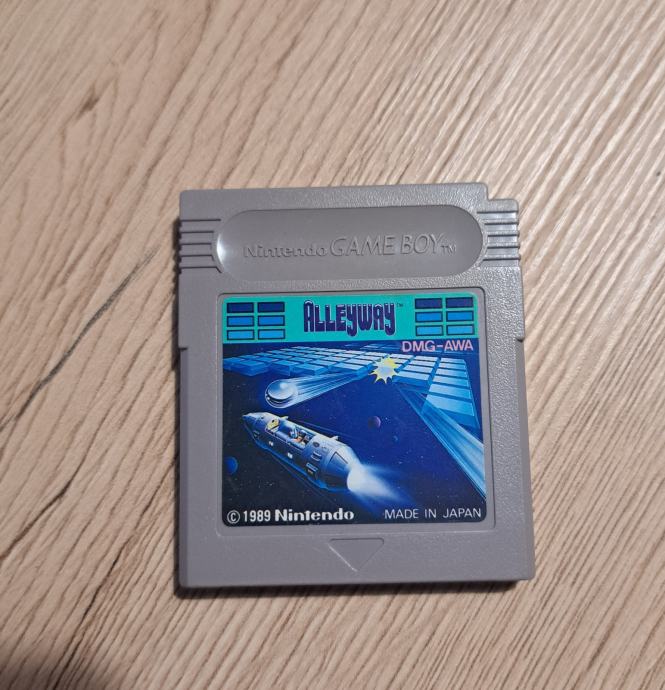 Nintendo GAME BOY™
ALLEYWAY™
DMG-AWA
© 1989 Nintendo MADE IN JAPAN